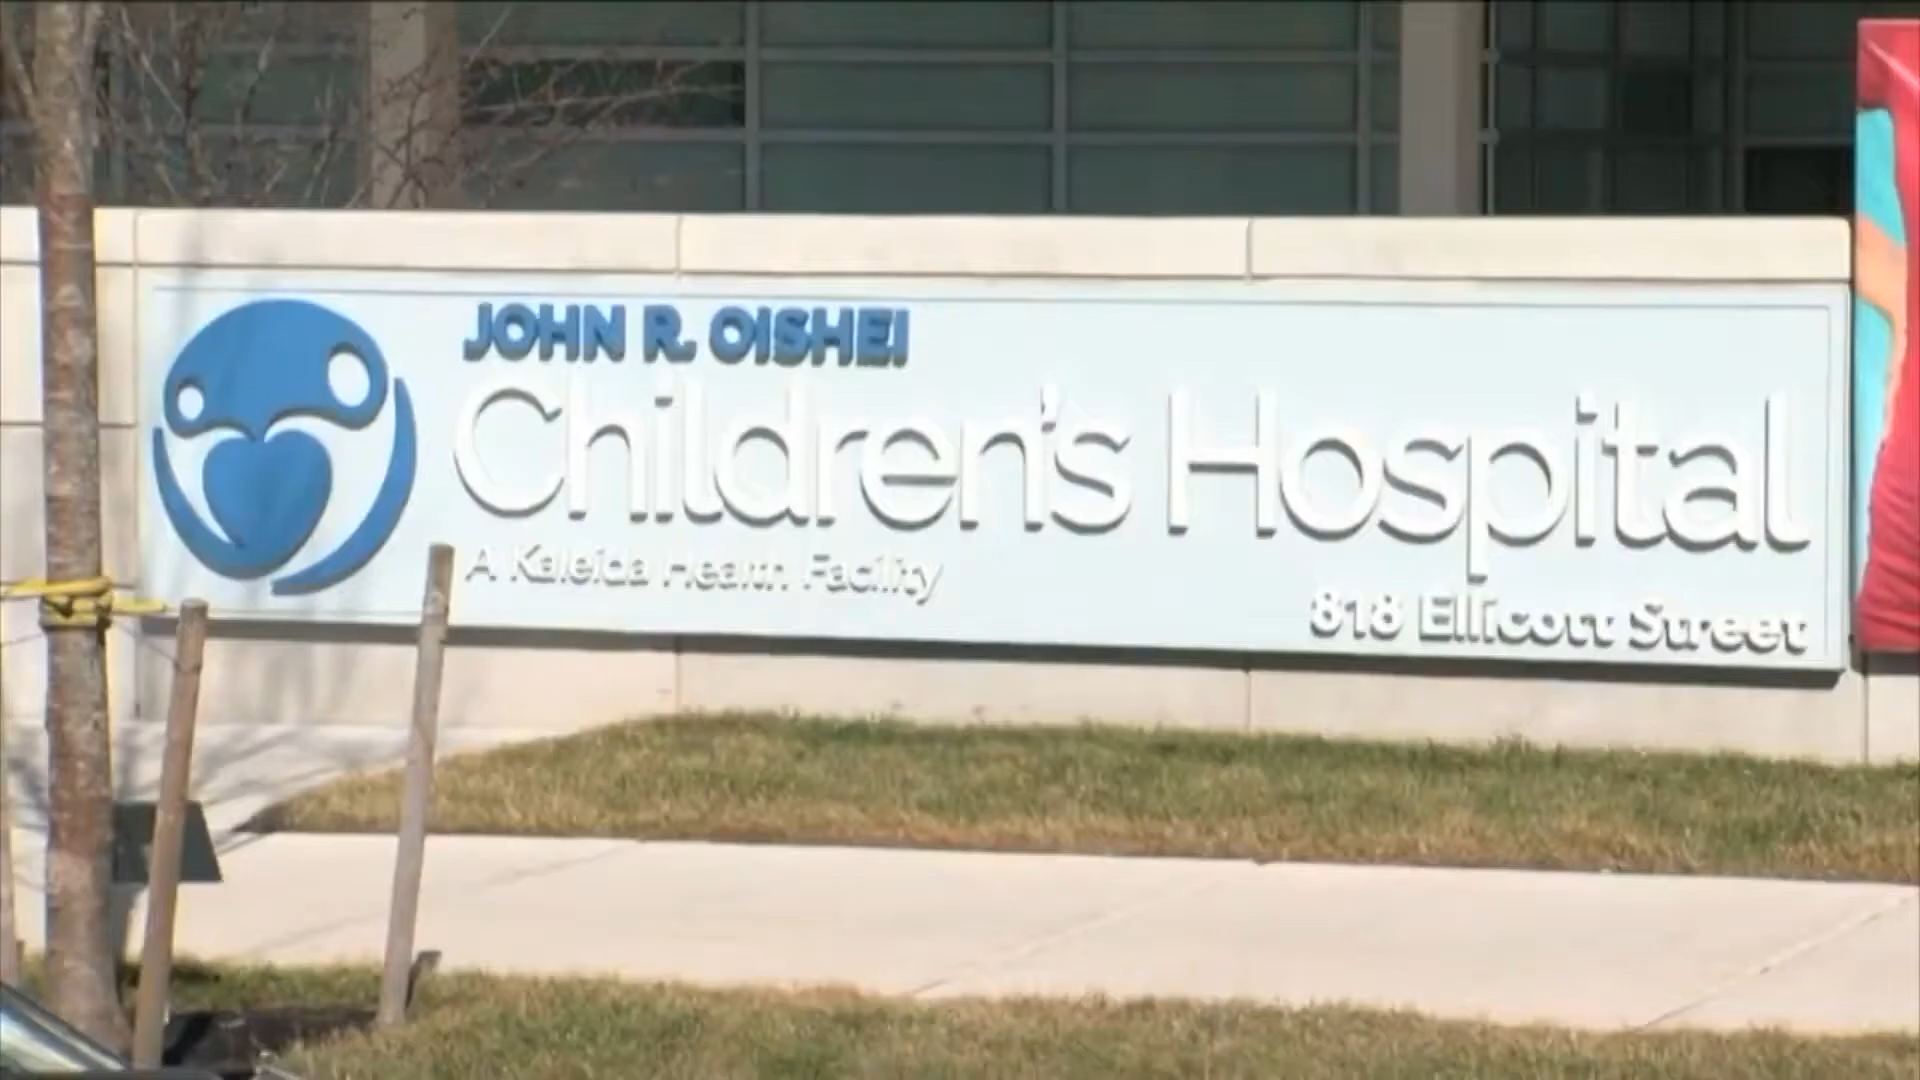 JOHN R. OISHEI
Children's Hospital
A Kaleida Health Facility
818 Ellicott Street